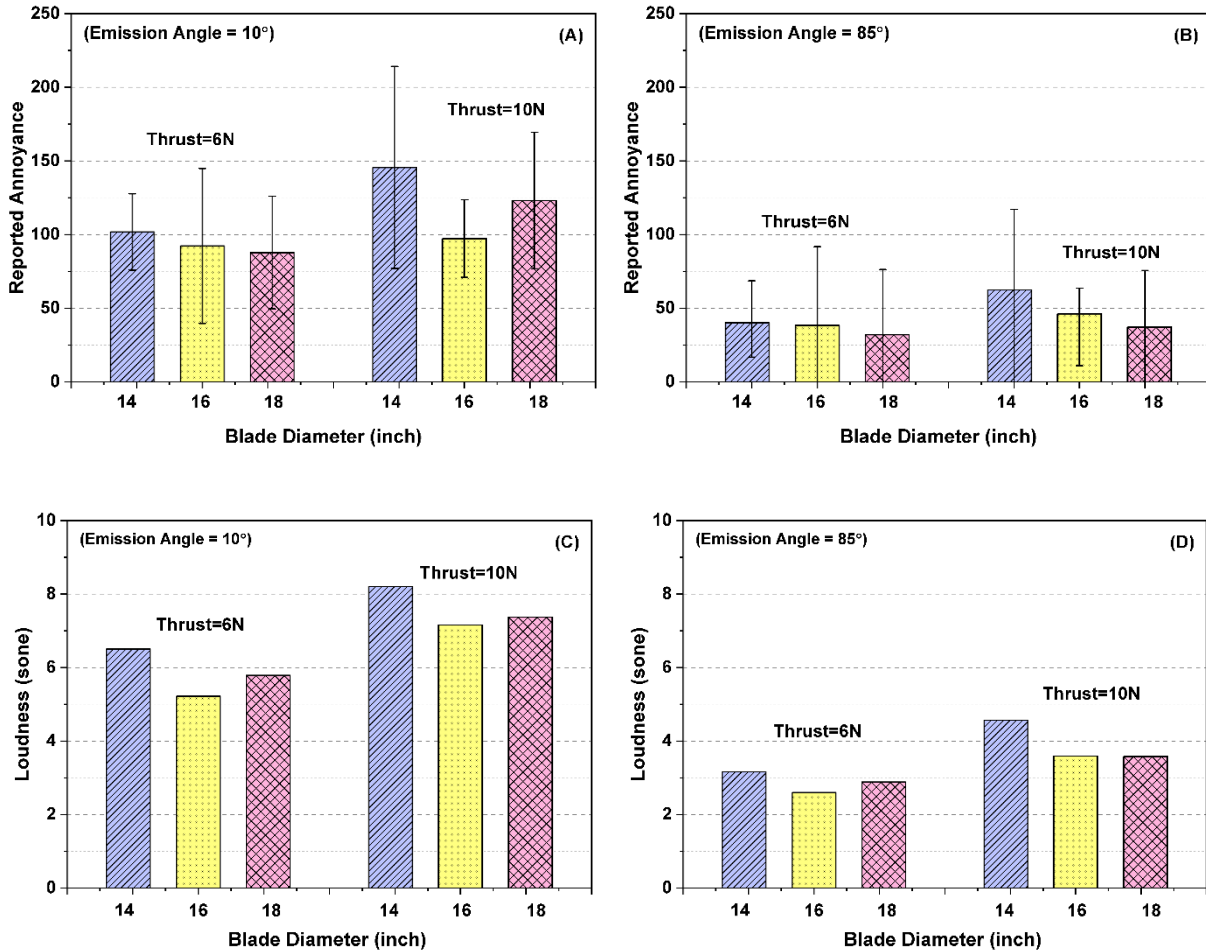 (Emission Angle = 10°)
(A)
Reported Annoyance
250
200
150
100
50
0
Thrust=6N
Thrust=10N
14 16 18 14 16 18
Blade Diameter (inch)
(Emission Angle = 85°)
(B)
Reported Annoyance
250
200
150
100
50
0
Thrust=6N
Thrust=10N
14 16 18 14 16 18
Blade Diameter (inch)
(Emission Angle = 10°)
(C)
Loudness (sone)
10
8
6
4
2
0
Thrust=6N
Thrust=10N
14 16 18 14 16 18
Blade Diameter (inch)
(Emission Angle = 85°)
(D)
Loudness (sone)
10
8
6
4
2
0
Thrust=6N
Thrust=10N
14 16 18 14 16 18
Blade Diameter (inch)